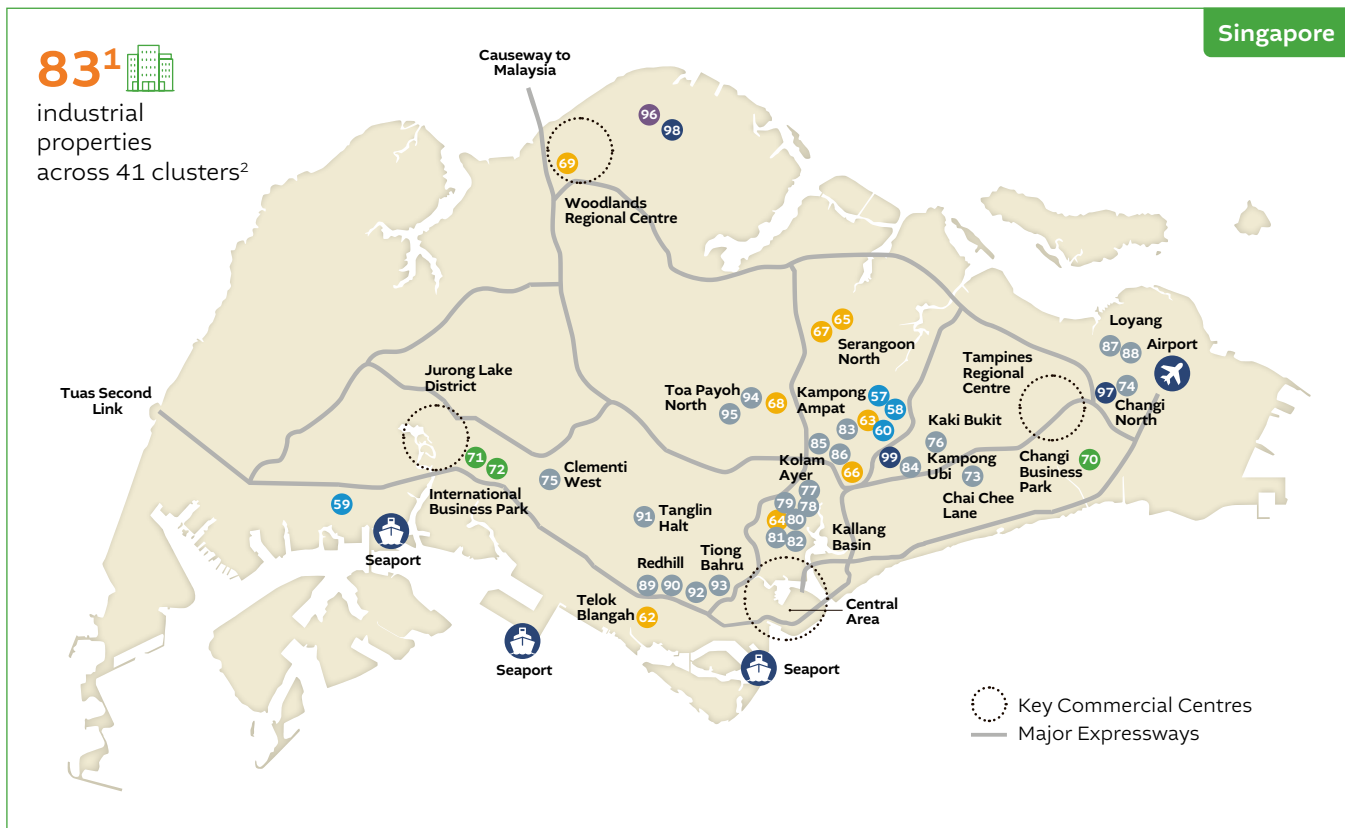 Singapore
83¹
industrial
properties
across 41 clusters²
Causeway to
Malaysia
96
98
69
Woodlands
Regional Centre
65
67
Serangoon
North
Loyang
87
88
Airport
Tampines
Regional
Centre
97
74
Changi
North
Jurong Lake
District
Tuas Second
Link
Toa Payoh
North
94
95
68
Kampong
Ampat
57
58
63
60
83
85
86
66
Kaki Bukit
76
99
84
Kampong
Ubi
73
Chai Chee
Lane
Changi
Business
Park
70
71
72
International
Business Park
75
Clementi
West
59
Seaport
91
Tanglin
Halt
Kolam
Ayer
77
79
78
64
80
81
82
Kallang
Basin
Redhill
Tiong
Bahru
89
90
92
93
Telok
Blangah
62
Central
Area
Seaport
Seaport
Key Commercial Centres
Major Expressways